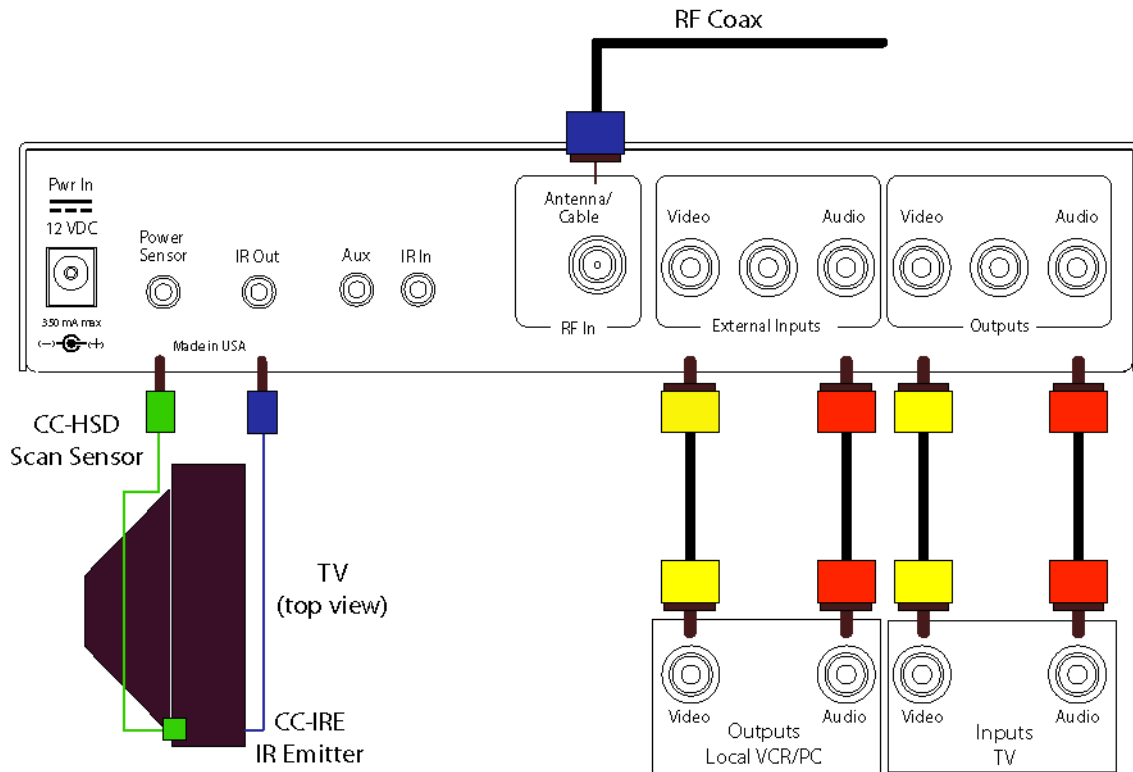 RF Coax
Pwr In
12 VDC
350 mA max
(−) (+)
Power
Sensor
IR Out
Aux
IR In
Made in USA
Antenna/
Cable
RF In
Video
Audio
External Inputs
Video
Audio
Outputs
CC-HSD
Scan Sensor
TV
(top view)
CC-IRE
IR Emitter
Video
Audio
Outputs
Local VCR/PC
Video
Audio
Inputs
TV